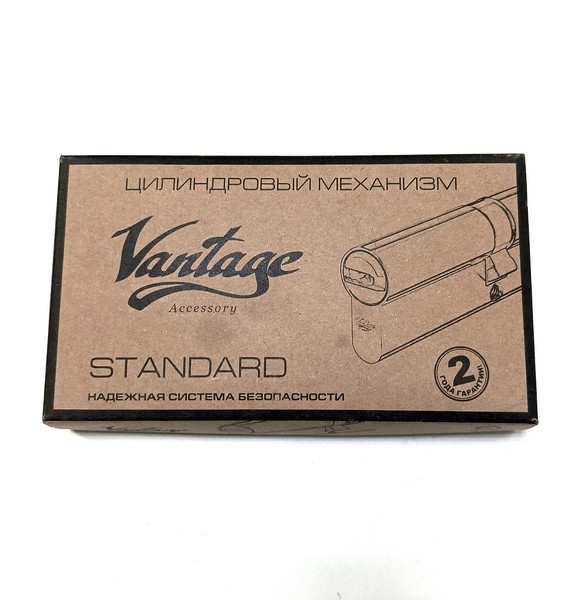 ЦИЛИНДРОВЫЙ МЕХАНИЗМ
Vantage
Accessory
STANDARD
НАДЕЖНАЯ СИСТЕМА БЕЗОПАСНОСТИ
2
ГОДА ГАРАНТИИ!